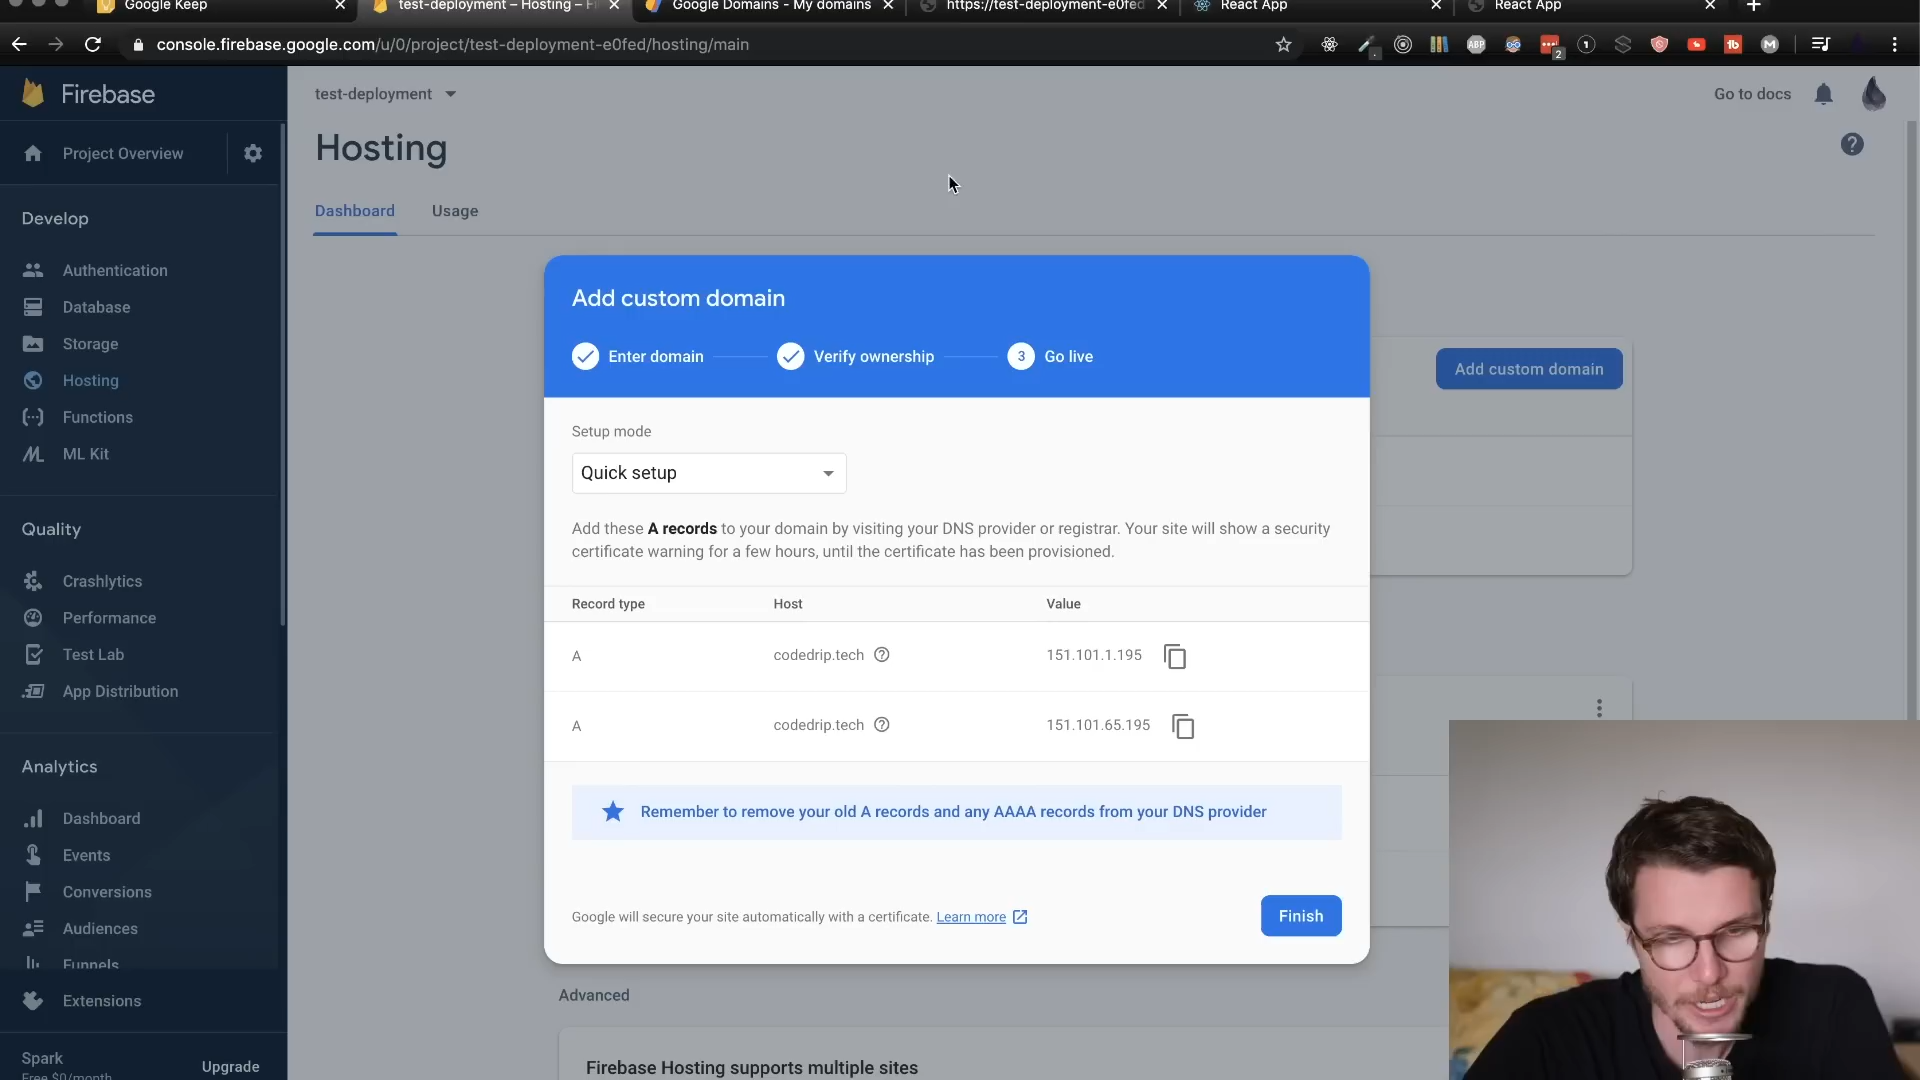 Google Keep
test-deployment – Hosting – Fi
Google Domains - My domains
https://test-deployment-e0fed
React App
React App
console.firebase.google.com/u/0/project/test-deployment-e0fed/hosting/main
ABP
2
1
tb
M
Firebase
test-deployment
Go to docs
Project Overview
Hosting
?
Dashboard
Usage
Develop
Authentication
Database
Storage
Hosting
Functions
ML Kit
Quality
Crashlytics
Performance
Test Lab
App Distribution
Analytics
Dashboard
Events
Conversions
Audiences
Funnels
Extensions
Spark
Free $0/month
Upgrade
Add custom domain
Enter domain
Verify ownership
3
Go live
Add custom domain
Setup mode
Quick setup
Add these A records to your domain by visiting your DNS provider or registrar. Your site will show a security
certificate warning for a few hours, until the certificate has been provisioned.
Record type
Host
Value
A
codedrip.tech ?
151.101.1.195
A
codedrip.tech ?
151.101.65.195
Remember to remove your old A records and any AAAA records from your DNS provider
Google will secure your site automatically with a certificate. Learn more
Finish
Advanced
Firebase Hosting supports multiple sites